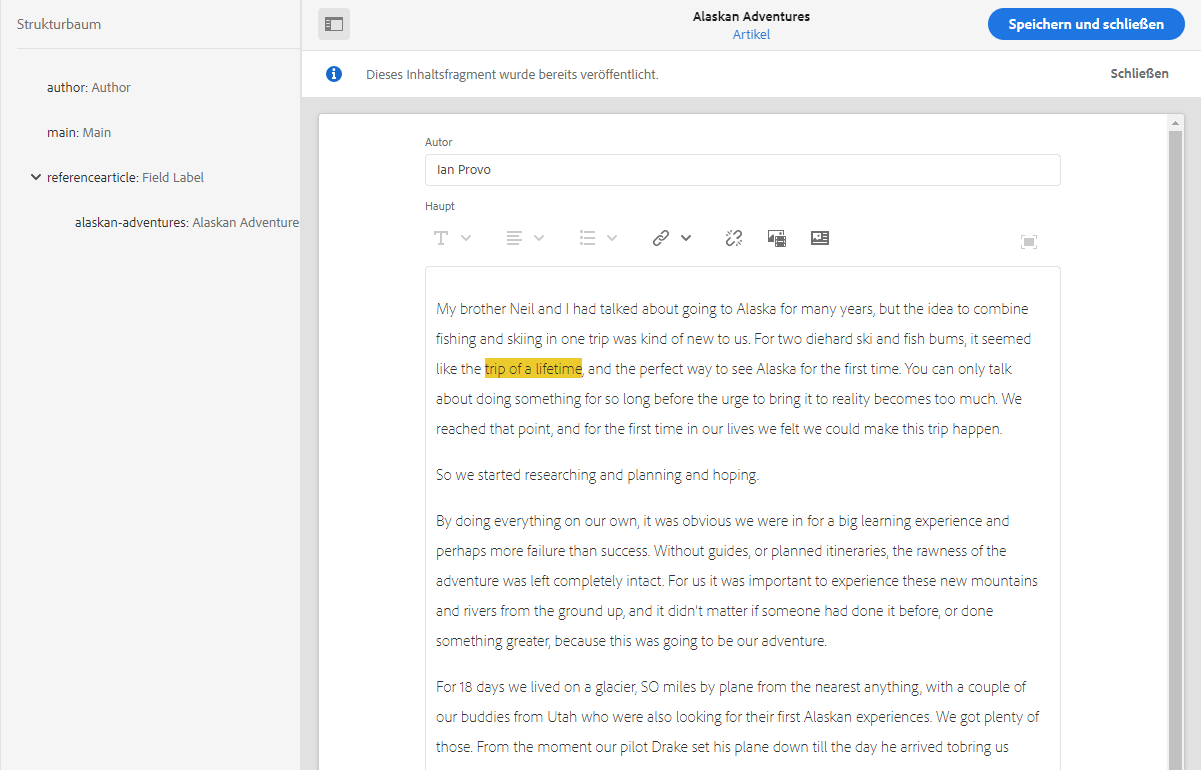 Strukturbaum
author: Author
main: Main
referencearticle: Field Label
alaskan-adventures: Alaskan Adventure
Alaskan Adventures
Artikel
Speichern und schließen
Dieses Inhaltsfragment wurde bereits veröffentlicht.
Schließen
Autor
Ian Provo
Haupt
My brother Neil and I had talked about going to Alaska for many years, but the idea to combine
fishing and skiing in one trip was kind of new to us. For two diehard ski and fish bums, it seemed
like the trip of a lifetime, and the perfect way to see Alaska for the first time. You can only talk
about doing something for so long before the urge to bring it to reality becomes too much. We
reached that point, and for the first time in our lives we felt we could make this trip happen.
So we started researching and planning and hoping.
By doing everything on our own, it was obvious we were in for a big learning experience and
perhaps more failure than success. Without guides, or planned itineraries, the rawness of the
adventure was left completely intact. For us it was important to experience these new mountains
and rivers from the ground up, and it didn't matter if someone had done it before, or done
something greater, because this was going to be our adventure.
For 18 days we lived on a glacier, SO miles by plane from the nearest anything, with a couple of
our buddies from Utah who were also looking for their first Alaskan experiences. We got plenty of
those. From the moment our pilot Drake set his plane down till the day he arrived tobring us